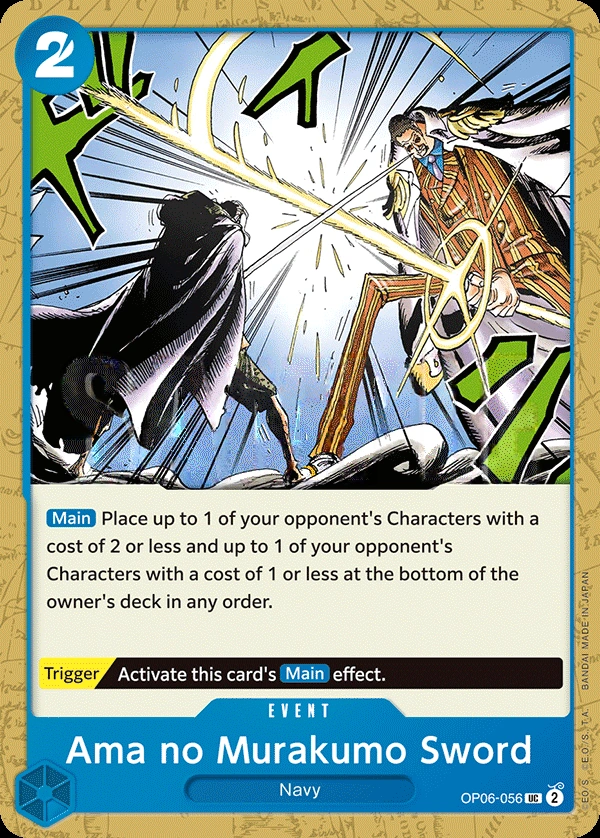 DLICHES EISMEER
2
Main Place up to 1 of your opponent's Characters with a
cost of 2 or less and up to 1 of your opponent's
Characters with a cost of 1 or less at the bottom of the
owner's deck in any order.
Trigger Activate this card's Main effect.
EVENT
Ama no Murakumo Sword
Navy
OP06-056 UC 2
BANDAI MADE IN JAPAN